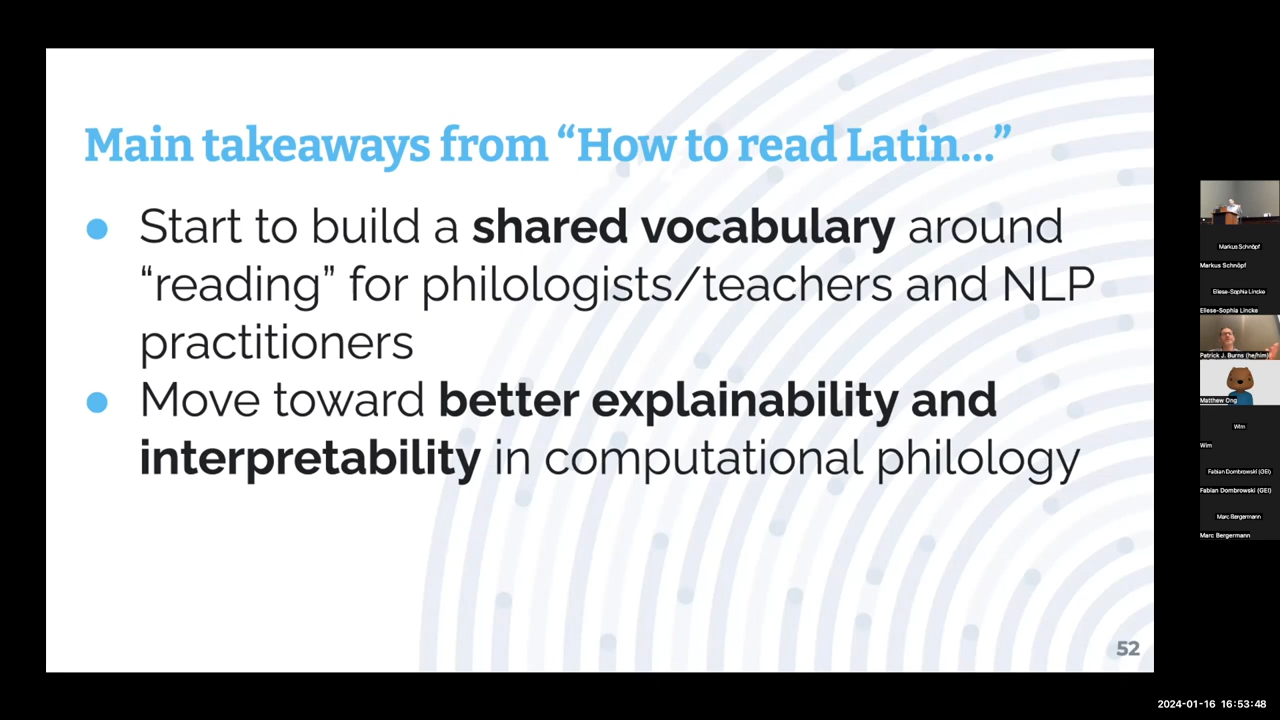 Main takeaways from “How to read Latin...”
● Start to build a shared vocabulary around
“reading” for philologists/teachers and NLP
practitioners
● Move toward better explainability and
interpretability in computational philology
52
Markus Schnöpf
Markus Schnöpf
Eliese-Sophia Lincke
Eliese-Sophia Lincke
Patrick J. Burns (he/him)
Matthew Ong
Wim
Wim
Fabian Dombrowski (GEI)
Fabian Dombrowski (GEI)
Marc Bergermann
Marc Bergermann
2024-01-16 16:53:48